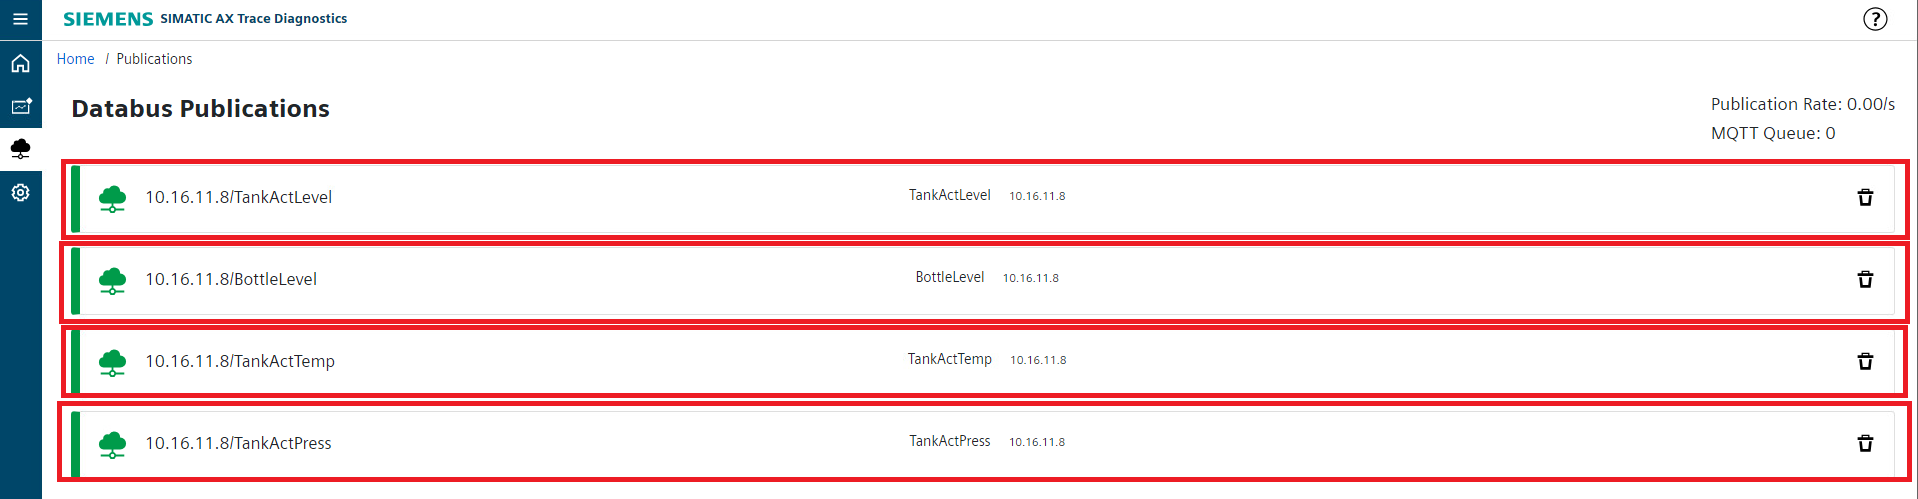 SIEMENS SIMATIC AX Trace Diagnostics ?
Home / Publications
Databus Publications
Publication Rate: 0.00/s
MQTT Queue: 0
10.16.11.8/TankActLevel TankActLevel 10.16.11.8
10.16.11.8/BottleLevel BottleLevel 10.16.11.8
10.16.11.8/TankActTemp TankActTemp 10.16.11.8
10.16.11.8/TankActPress TankActPress 10.16.11.8